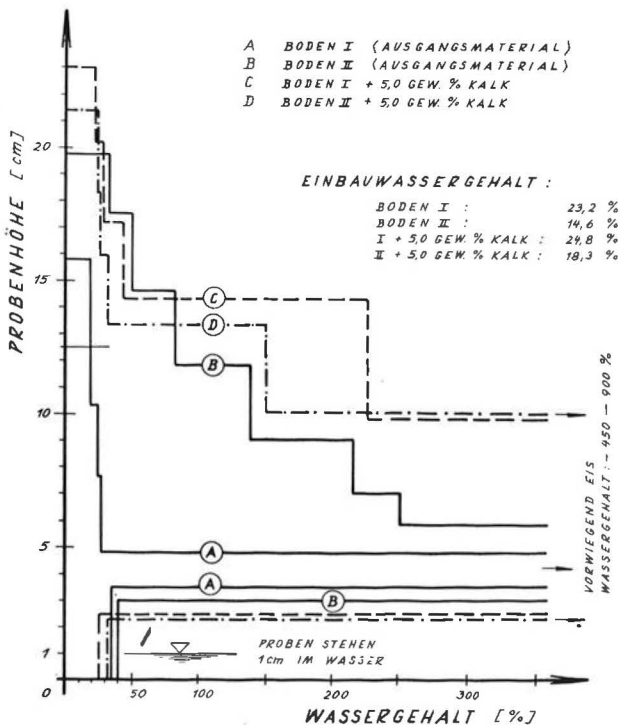 A BODEN I (AUSGANGSMATERIAL)
B BODEN II (AUSGANGSMATERIAL)
C BODEN I + 5,0 GEW. % KALK
D BODEN II + 5,0 GEW. % KALK
EINBAUWASSERGEHALT :
BODEN I : 23,2 %
BODEN II : 14,6 %
I + 5,0 GEW. % KALK : 24,8 %
II + 5,0 GEW. % KALK : 18,3 %
PROBENHÖHE [cm]
20
15
10
5
1
0
C
D
B
A
A
B
VORWIEGEND EIS
WASSERGEHALT: ~ 450 – 900 %
PROBEN STEHEN
1cm IM WASSER
50
100
200
300
WASSERGEHALT [%]